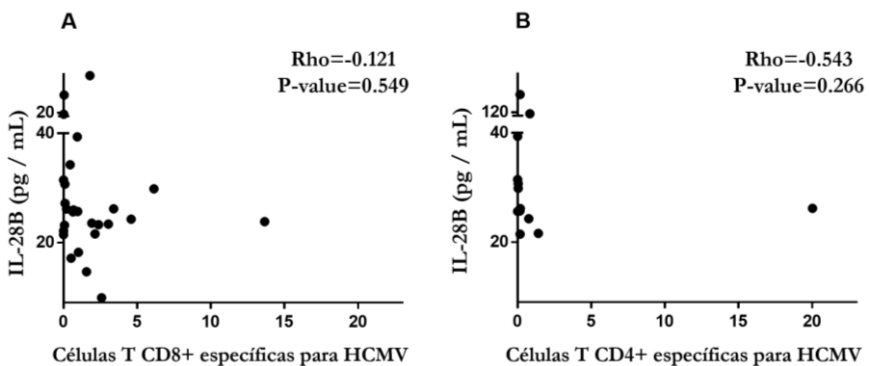 A
Rho=-0.121
P-value=0.549
IL-28B (pg / mL)
20
40
20
0 5 10 15 20
Células T CD8+ específicas para HCMV
B
Rho=-0.543
P-value=0.266
IL-28B (pg / mL)
120
40
20
0 5 10 15 20
Células T CD4+ específicas para HCMV